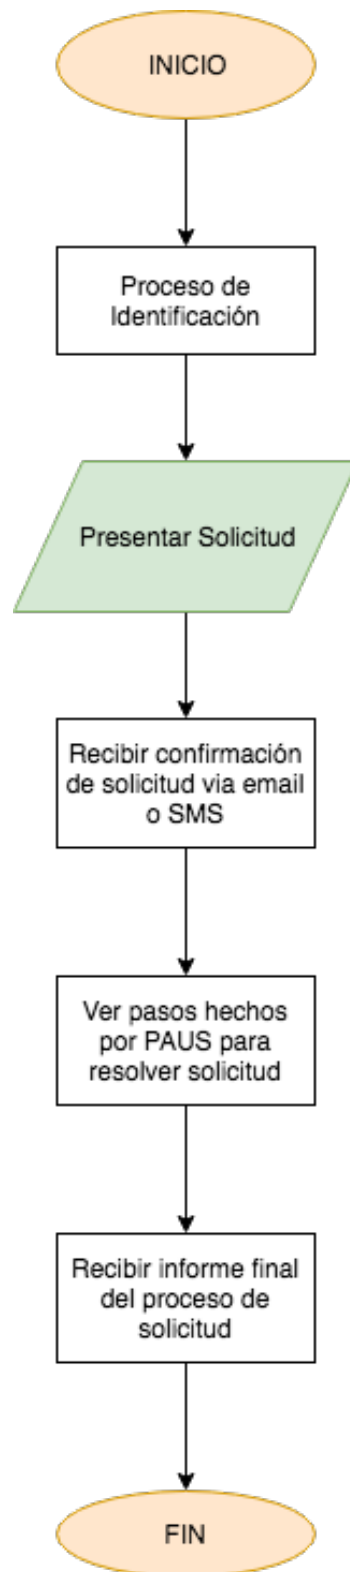 INICIO
Proceso de
Identificación
Presentar Solicitud
Recibir confirmación
de solicitud via email
o SMS
Ver pasos hechos
por PAUS para
resolver solicitud
Recibir informe final
del proceso de
solicitud
FIN